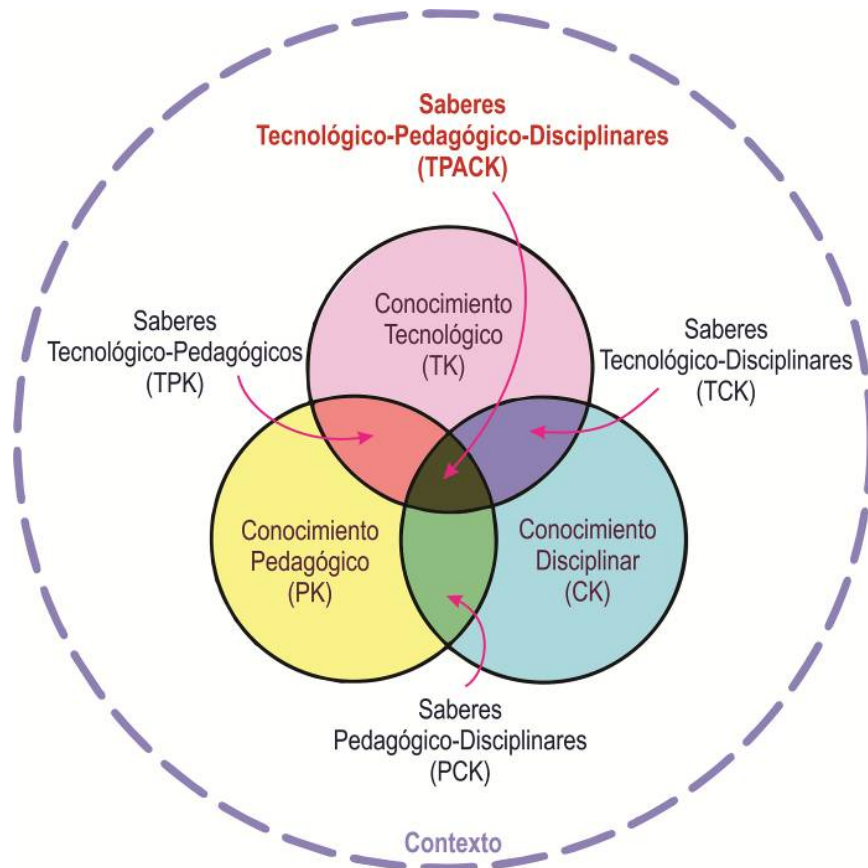 Saberes
Tecnológico-Pedagógico-Disciplinares
(TPACK)
Conocimiento
Tecnológico
(TK)
Saberes
Tecnológico-Pedagógicos
(TPK)
Saberes
Tecnológico-Disciplinares
(TCK)
Conocimiento
Pedagógico
(PK)
Conocimiento
Disciplinar
(CK)
Saberes
Pedagógico-Disciplinares
(PCK)
Contexto